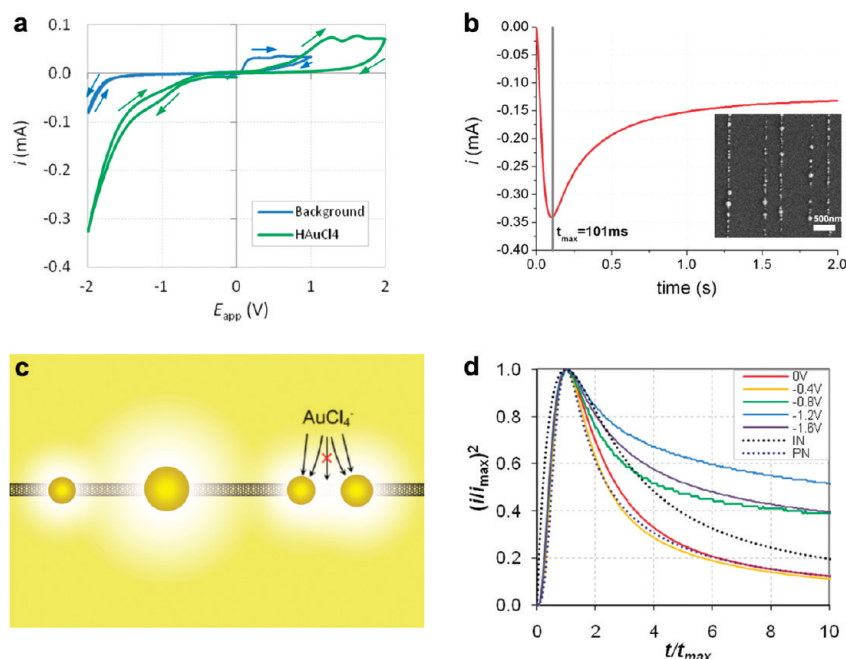 a
0.1
0.0
-0.1
-0.2
-0.3
-0.4
i (mA)
-2
-1
0
1
2
E_app (V)
Background
HAuCl4
b
0.00
-0.05
-0.10
-0.15
-0.20
-0.25
-0.30
-0.35
-0.40
i (mA)
t_max=101ms
500nm
0.0
0.5
1.0
1.5
2.0
time (s)
c
AuCl₄⁻
d
1.0
0.8
0.6
0.4
0.2
0.0
(i/i_max)²
0V
-0.4V
-0.8V
-1.2V
-1.6V
IN
PN
0
2
4
6
8
10
t/t_max